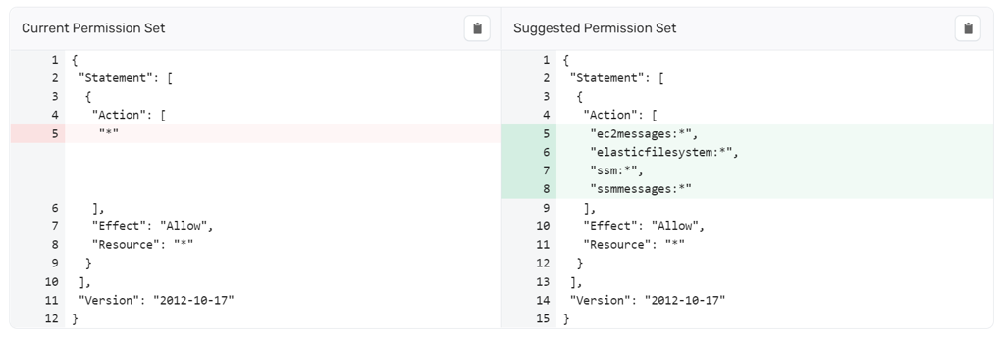 Current Permission Set
1 {
2 "Statement": [
3 {
4 "Action": [
5 "*"
6 ],
7 "Effect": "Allow",
8 "Resource": "*"
9 }
10 ],
11 "Version": "2012-10-17"
12 }
Suggested Permission Set
1 {
2 "Statement": [
3 {
4 "Action": [
5 "ec2messages:*",
6 "elasticfilesystem:*",
7 "ssm:*",
8 "ssmmessages:*"
9 ],
10 "Effect": "Allow",
11 "Resource": "*"
12 }
13 ],
14 "Version": "2012-10-17"
15 }